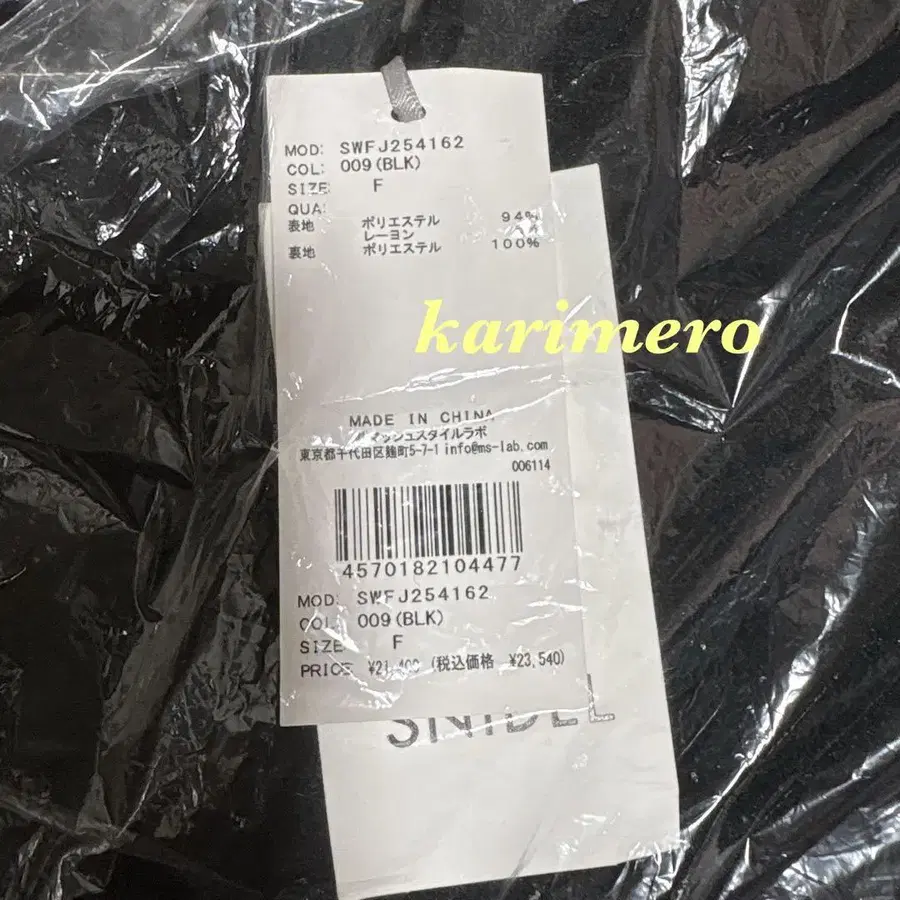 MOD: SWFJ254162
COL: 009(BLK)
SIZE: F
QUA:
表地 ポリエステル 94%
レーヨン
裏地 ポリエステル 100%
karimero
MADE IN CHINA
マッシュスタイルラボ
東京都千代田区麹町5-7-1 info@ms-lab.com
006114
4570182104477
MOD: SWFJ254162
COL: 009(BLK)
SIZE: F
PRICE ¥21,400 (税込価格 ¥23,540)
SNIDEL